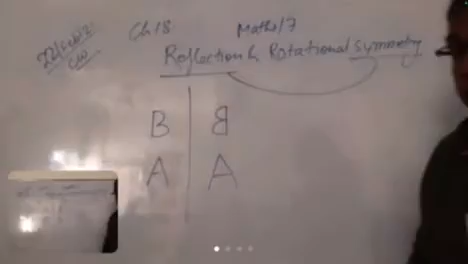 Ch 18 Maths/7
Reflection & Rotational symmetry
B B
A A